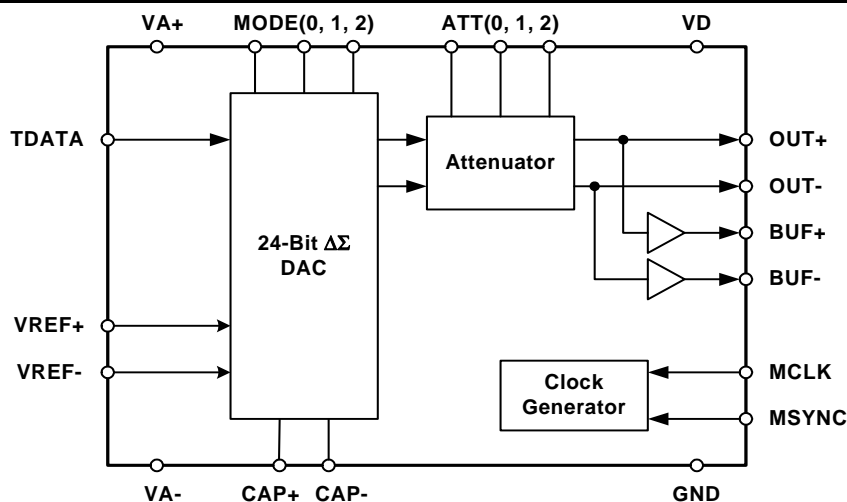 VA+
MODE(0, 1, 2)
ATT(0, 1, 2)
VD
TDATA
OUT+
Attenuator
OUT-
24-Bit ΔΣ
DAC
BUF+
BUF-
VREF+
VREF-
Clock
Generator
MCLK
MSYNC
VA-
CAP+
CAP-
GND